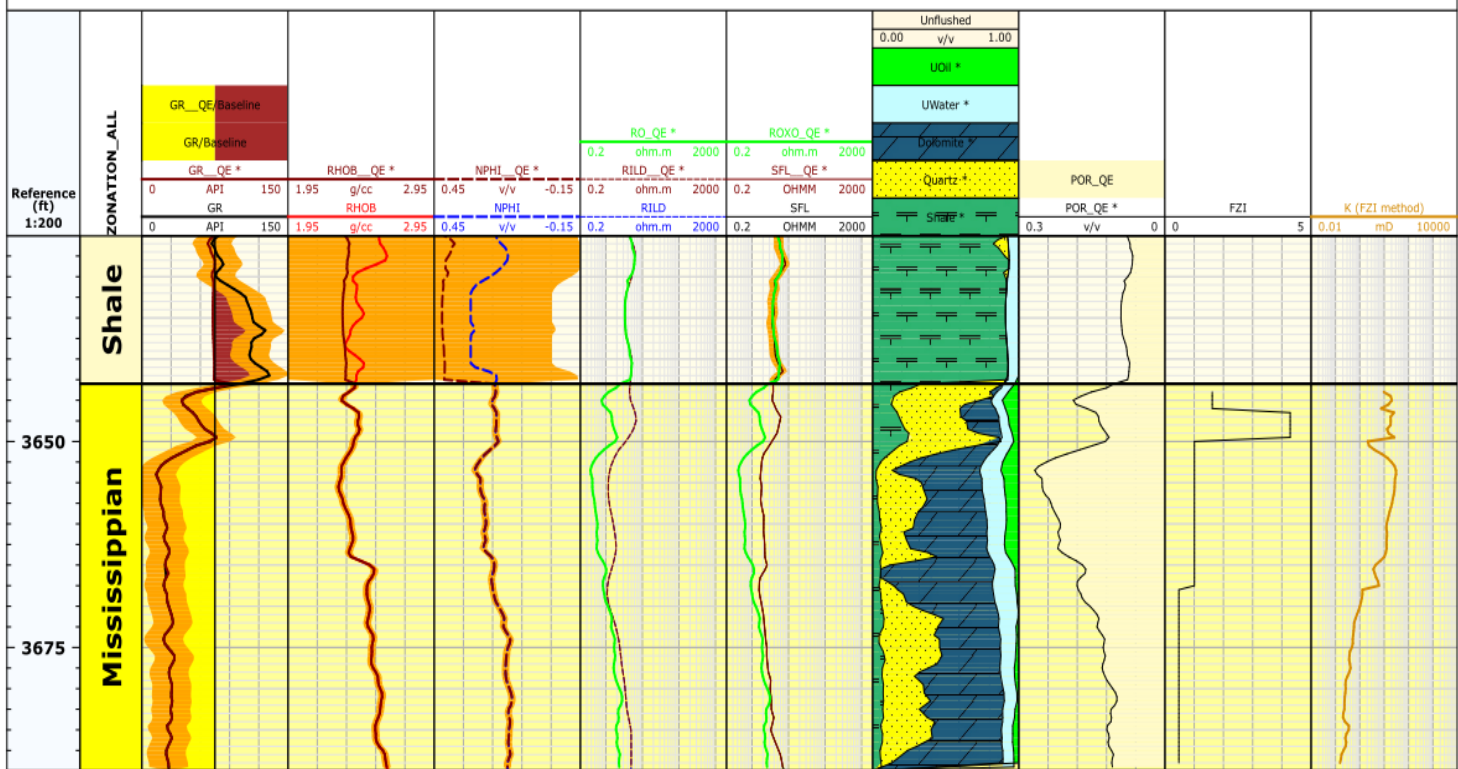 Unflushed
0.00 v/v 1.00
UOil *
GR__QE/Baseline
UWater *
GR/Baseline
RO_QE *
ROXO_QE *
Dolomite *
0.2 ohm.m 2000
0.2 ohm.m 2000
GR__QE *
RHOB__QE *
NPHI__QE *
RILD__QE *
SFL__QE *
Quartz *
POR_QE
Reference
(ft)
1:200
ZONATION_ALL
0 API 150
1.95 g/cc 2.95
0.45 v/v -0.15
0.2 ohm.m 2000
0.2 OHMM 2000
GR
RHOB
NPHI
RILD
SFL
Shale *
POR_QE *
FZI
K (FZI method)
0 API 150
1.95 g/cc 2.95
0.45 v/v -0.15
0.2 ohm.m 2000
0.2 OHMM 2000
0.3 v/v 0
0 5
0.01 mD 10000
Shale
3650
Mississippian
3675